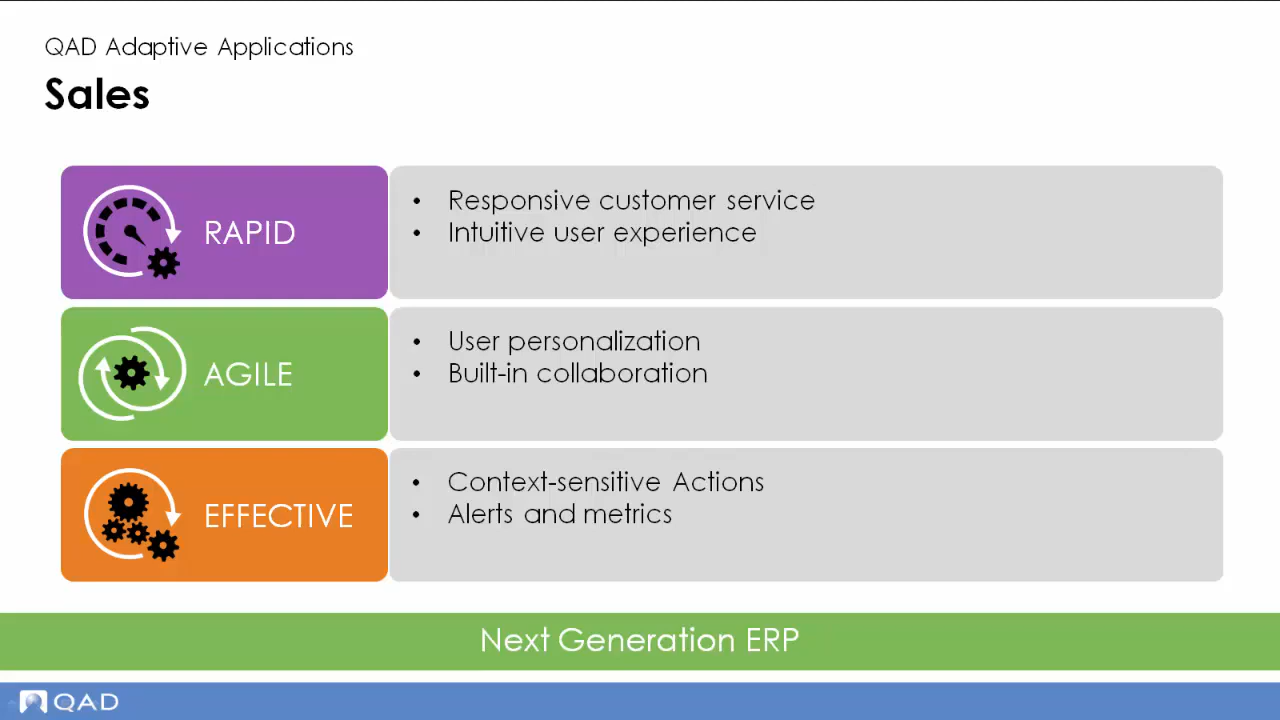 QAD Adaptive Applications
Sales
RAPID
• Responsive customer service
• Intuitive user experience
AGILE
• User personalization
• Built-in collaboration
EFFECTIVE
• Context-sensitive Actions
• Alerts and metrics
Next Generation ERP
QAD